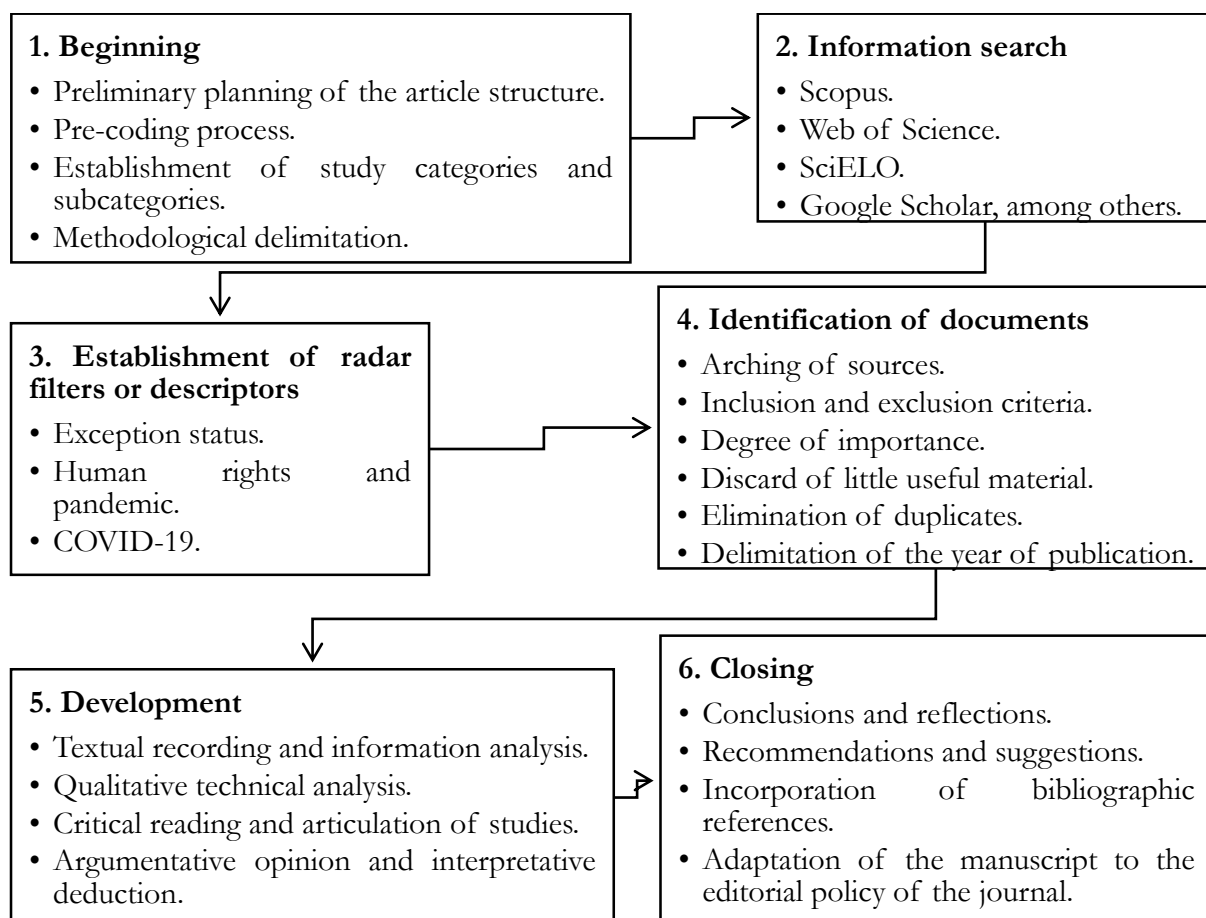 1. Beginning
• Preliminary planning of the article structure.
• Pre-coding process.
• Establishment of study categories and
subcategories.
• Methodological delimitation.
2. Information search
• Scopus.
• Web of Science.
• SciELO.
• Google Scholar, among others.
3. Establishment of radar
filters or descriptors
• Exception status.
• Human rights and
pandemic.
• COVID-19.
4. Identification of documents
• Arching of sources.
• Inclusion and exclusion criteria.
• Degree of importance.
• Discard of little useful material.
• Elimination of duplicates.
• Delimitation of the year of publication.
5. Development
• Textual recording and information analysis.
• Qualitative technical analysis.
• Critical reading and articulation of studies.
• Argumentative opinion and interpretative
deduction.
6. Closing
• Conclusions and reflections.
• Recommendations and suggestions.
• Incorporation of bibliographic
references.
• Adaptation of the manuscript to the
editorial policy of the journal.